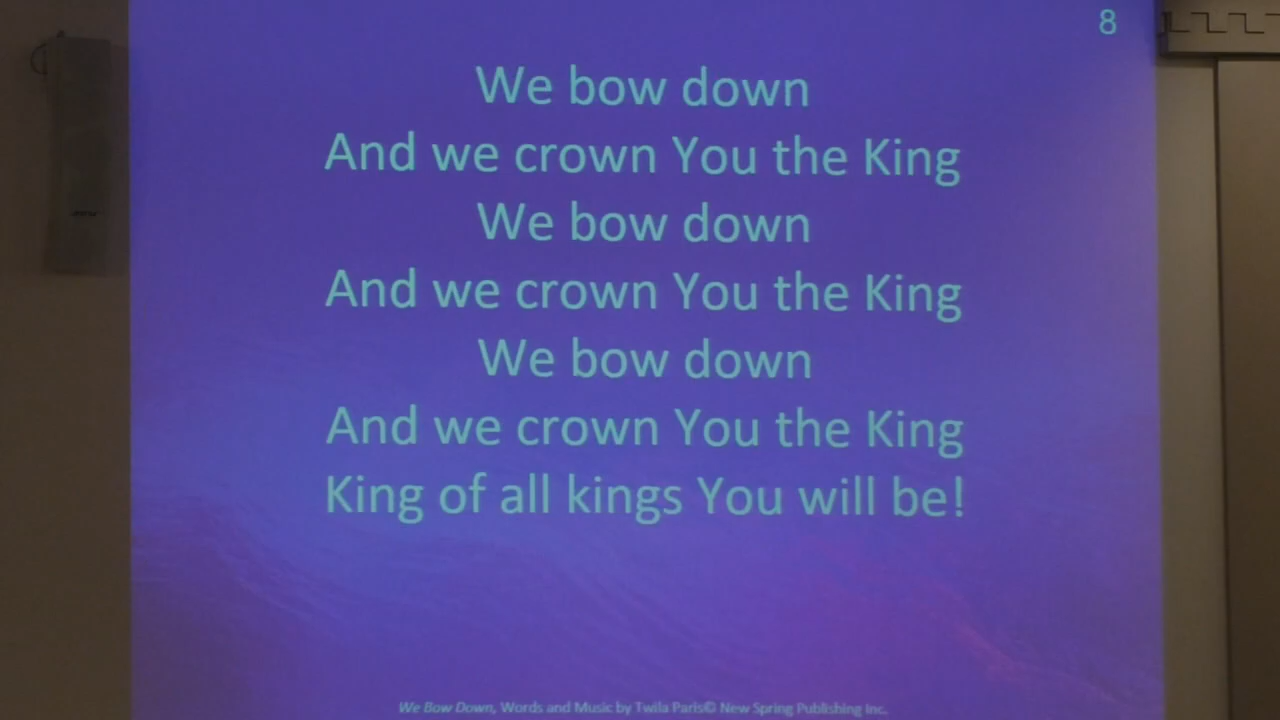 8
We bow down
And we crown You the King
We bow down
And we crown You the King
We bow down
And we crown You the King
King of all kings You will be!
We Bow Down, Words and Music by Twila Paris© New Spring Publishing Inc.